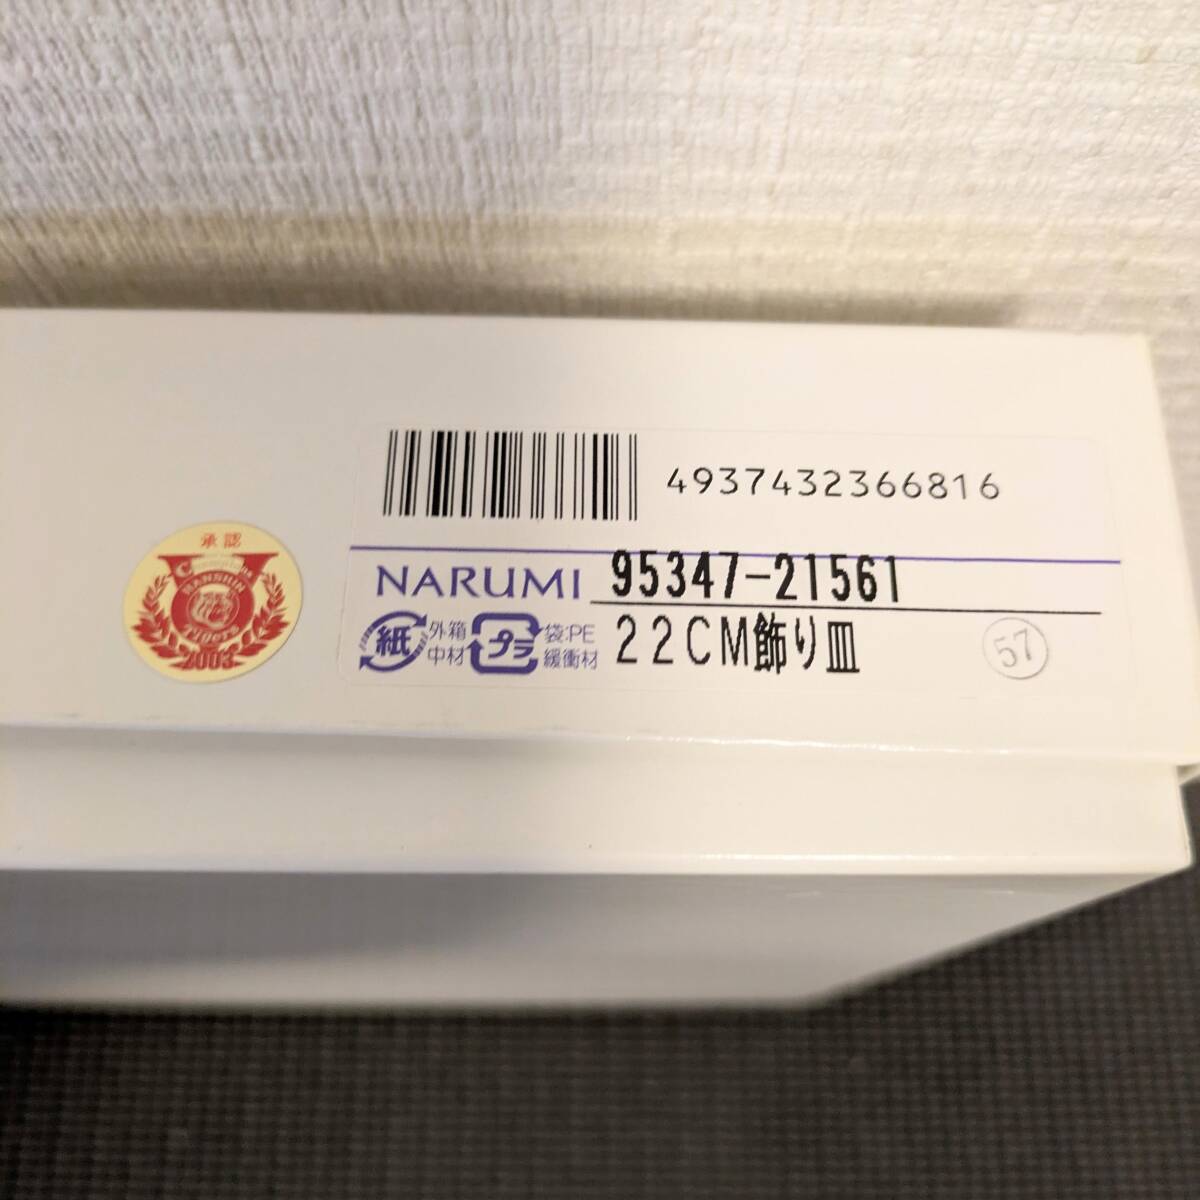 4937432366816
承認
Champions
HANSHIN
Tigers
2003
NARUMI 95347-21561
紙 外箱 中材 プラ 袋:PE 緩衝材
22CM飾り皿
57